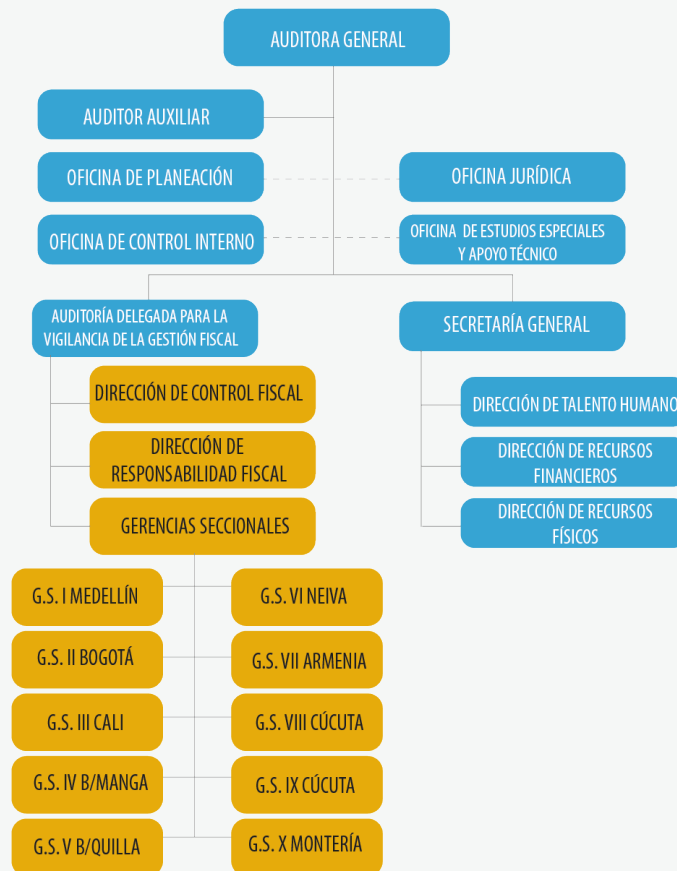 AUDITORA GENERAL
AUDITOR AUXILIAR
OFICINA DE PLANEACIÓN
OFICINA JURÍDICA
OFICINA DE CONTROL INTERNO
OFICINA DE ESTUDIOS ESPECIALES
Y APOYO TÉCNICO
AUDITORÍA DELEGADA PARA LA
VIGILANCIA DE LA GESTIÓN FISCAL
SECRETARÍA GENERAL
DIRECCIÓN DE CONTROL FISCAL
DIRECCIÓN DE
RESPONSABILIDAD FISCAL
GERENCIAS SECCIONALES
DIRECCIÓN DE TALENTO HUMANO
DIRECCIÓN DE RECURSOS
FINANCIEROS
DIRECCIÓN DE RECURSOS
FÍSICOS
G.S. I MEDELLÍN
G.S. II BOGOTÁ
G.S. III CALI
G.S. IV B/MANGA
G.S. V B/QUILLA
G.S. VI NEIVA
G.S. VII ARMENIA
G.S. VIII CÚCUTA
G.S. IX CÚCUTA
G.S. X MONTERÍA